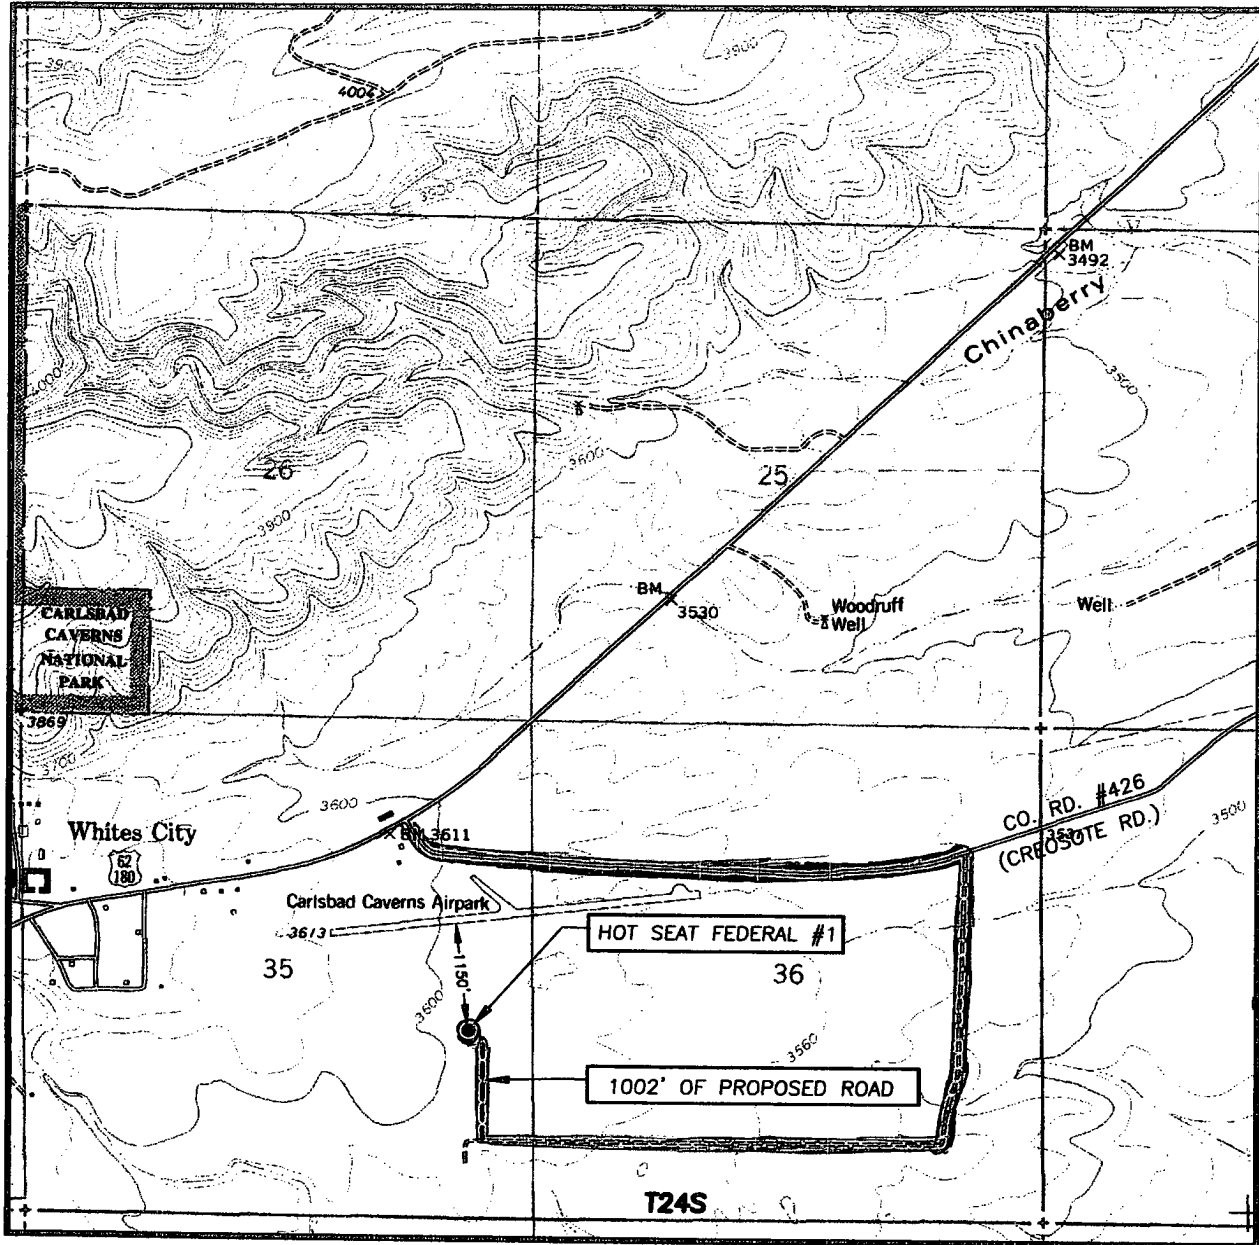 3900
3900
4004
3500
BM
3492
Chinaberry
4000
3500
3600
26
25
3900
BM
3530
Woodruff
Well
Well
CARLSBAD
CAVERNS
NATIONAL
PARK
3869
3700
3600
CO. RD. #426
(CREOSOTE RD.)
3500
Whites City
BM 3611
62
180
Carlsbad Caverns Airpark
3613
HOT SEAT FEDERAL #1
35
1150'
36
3600
3560
1002' OF PROPOSED ROAD
T24S